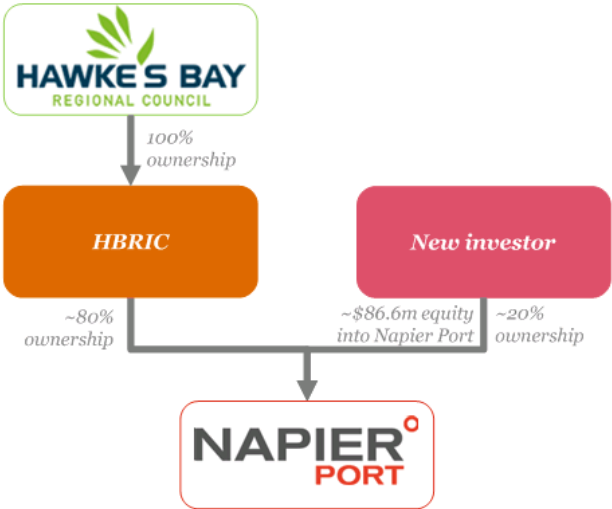 HAWKE'S BAY
REGIONAL COUNCIL
100%
ownership
HBRIC
New investor
~80%
ownership
~$86.6m equity
into Napier Port
~20%
ownership
NAPIER
PORT